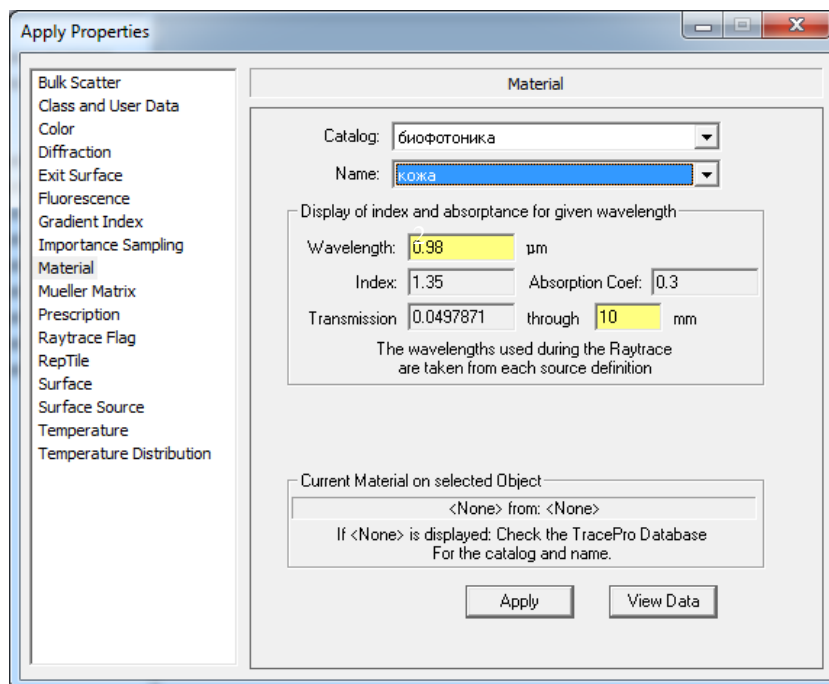 Apply Properties
Bulk Scatter
Class and User Data
Color
Diffraction
Exit Surface
Fluorescence
Gradient Index
Importance Sampling
Material
Mueller Matrix
Prescription
Raytrace Flag
RepTile
Surface
Surface Source
Temperature
Temperature Distribution
Material
Catalog: биофотоника
Name: кожа
Display of index and absorptance for given wavelength
Wavelength: 0.98 µm
Index: 1.35 Absorption Coef: 0.3
Transmission 0.0497871 through 10 mm
The wavelengths used during the Raytrace
are taken from each source definition
Current Material on selected Object
<None> from: <None>
If <None> is displayed: Check the TracePro Database
For the catalog and name.
Apply View Data